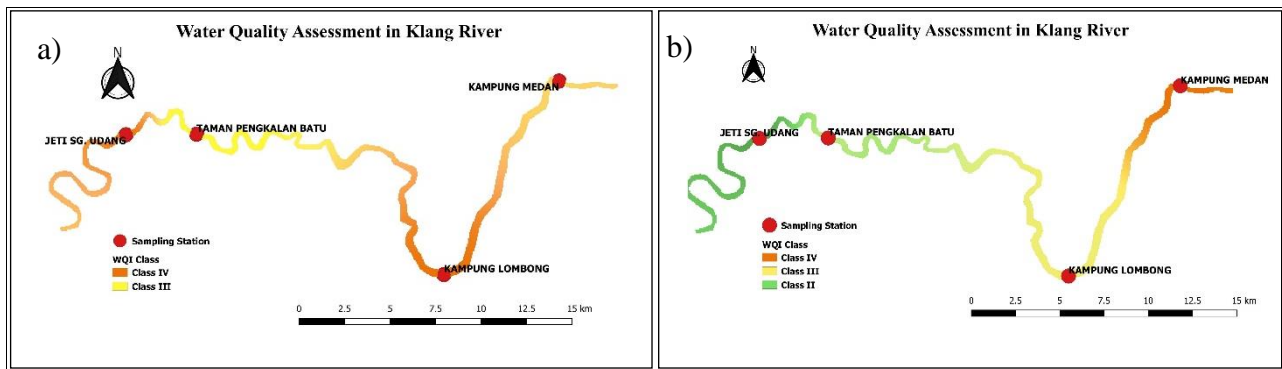 a)
Water Quality Assessment in Klang River
N
KAMPUNG MEDAN
JETI SG. UDANG
TAMAN PENGKALAN BATU
Sampling Station
WQI Class
Class IV
Class III
KAMPUNG LOMBONG
0 2.5 5 7.5 10 12.5 15 km
b)
Water Quality Assessment in Klang River
N
KAMPUNG MEDAN
JETI SG. UDANG
TAMAN PENGKALAN BATU
Sampling Station
WQI Class
Class IV
Class III
Class II
KAMPUNG LOMBONG
0 2.5 5 7.5 10 12.5 15 km